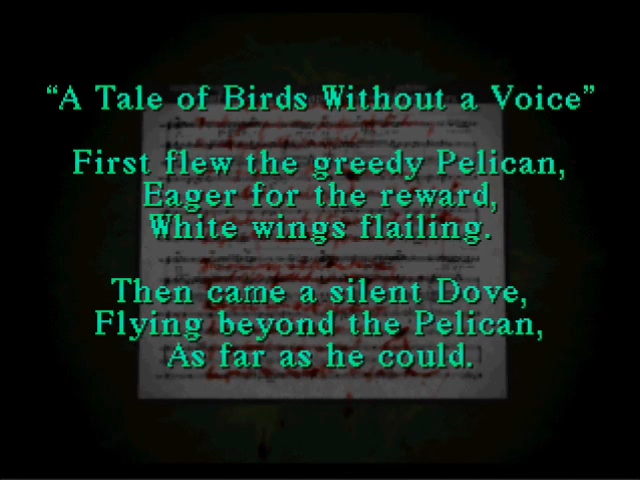 “A Tale of Birds Without a Voice”
First flew the greedy Pelican,
Eager for the reward,
White wings flailing.
Then came a silent Dove,
Flying beyond the Pelican,
As far as he could.